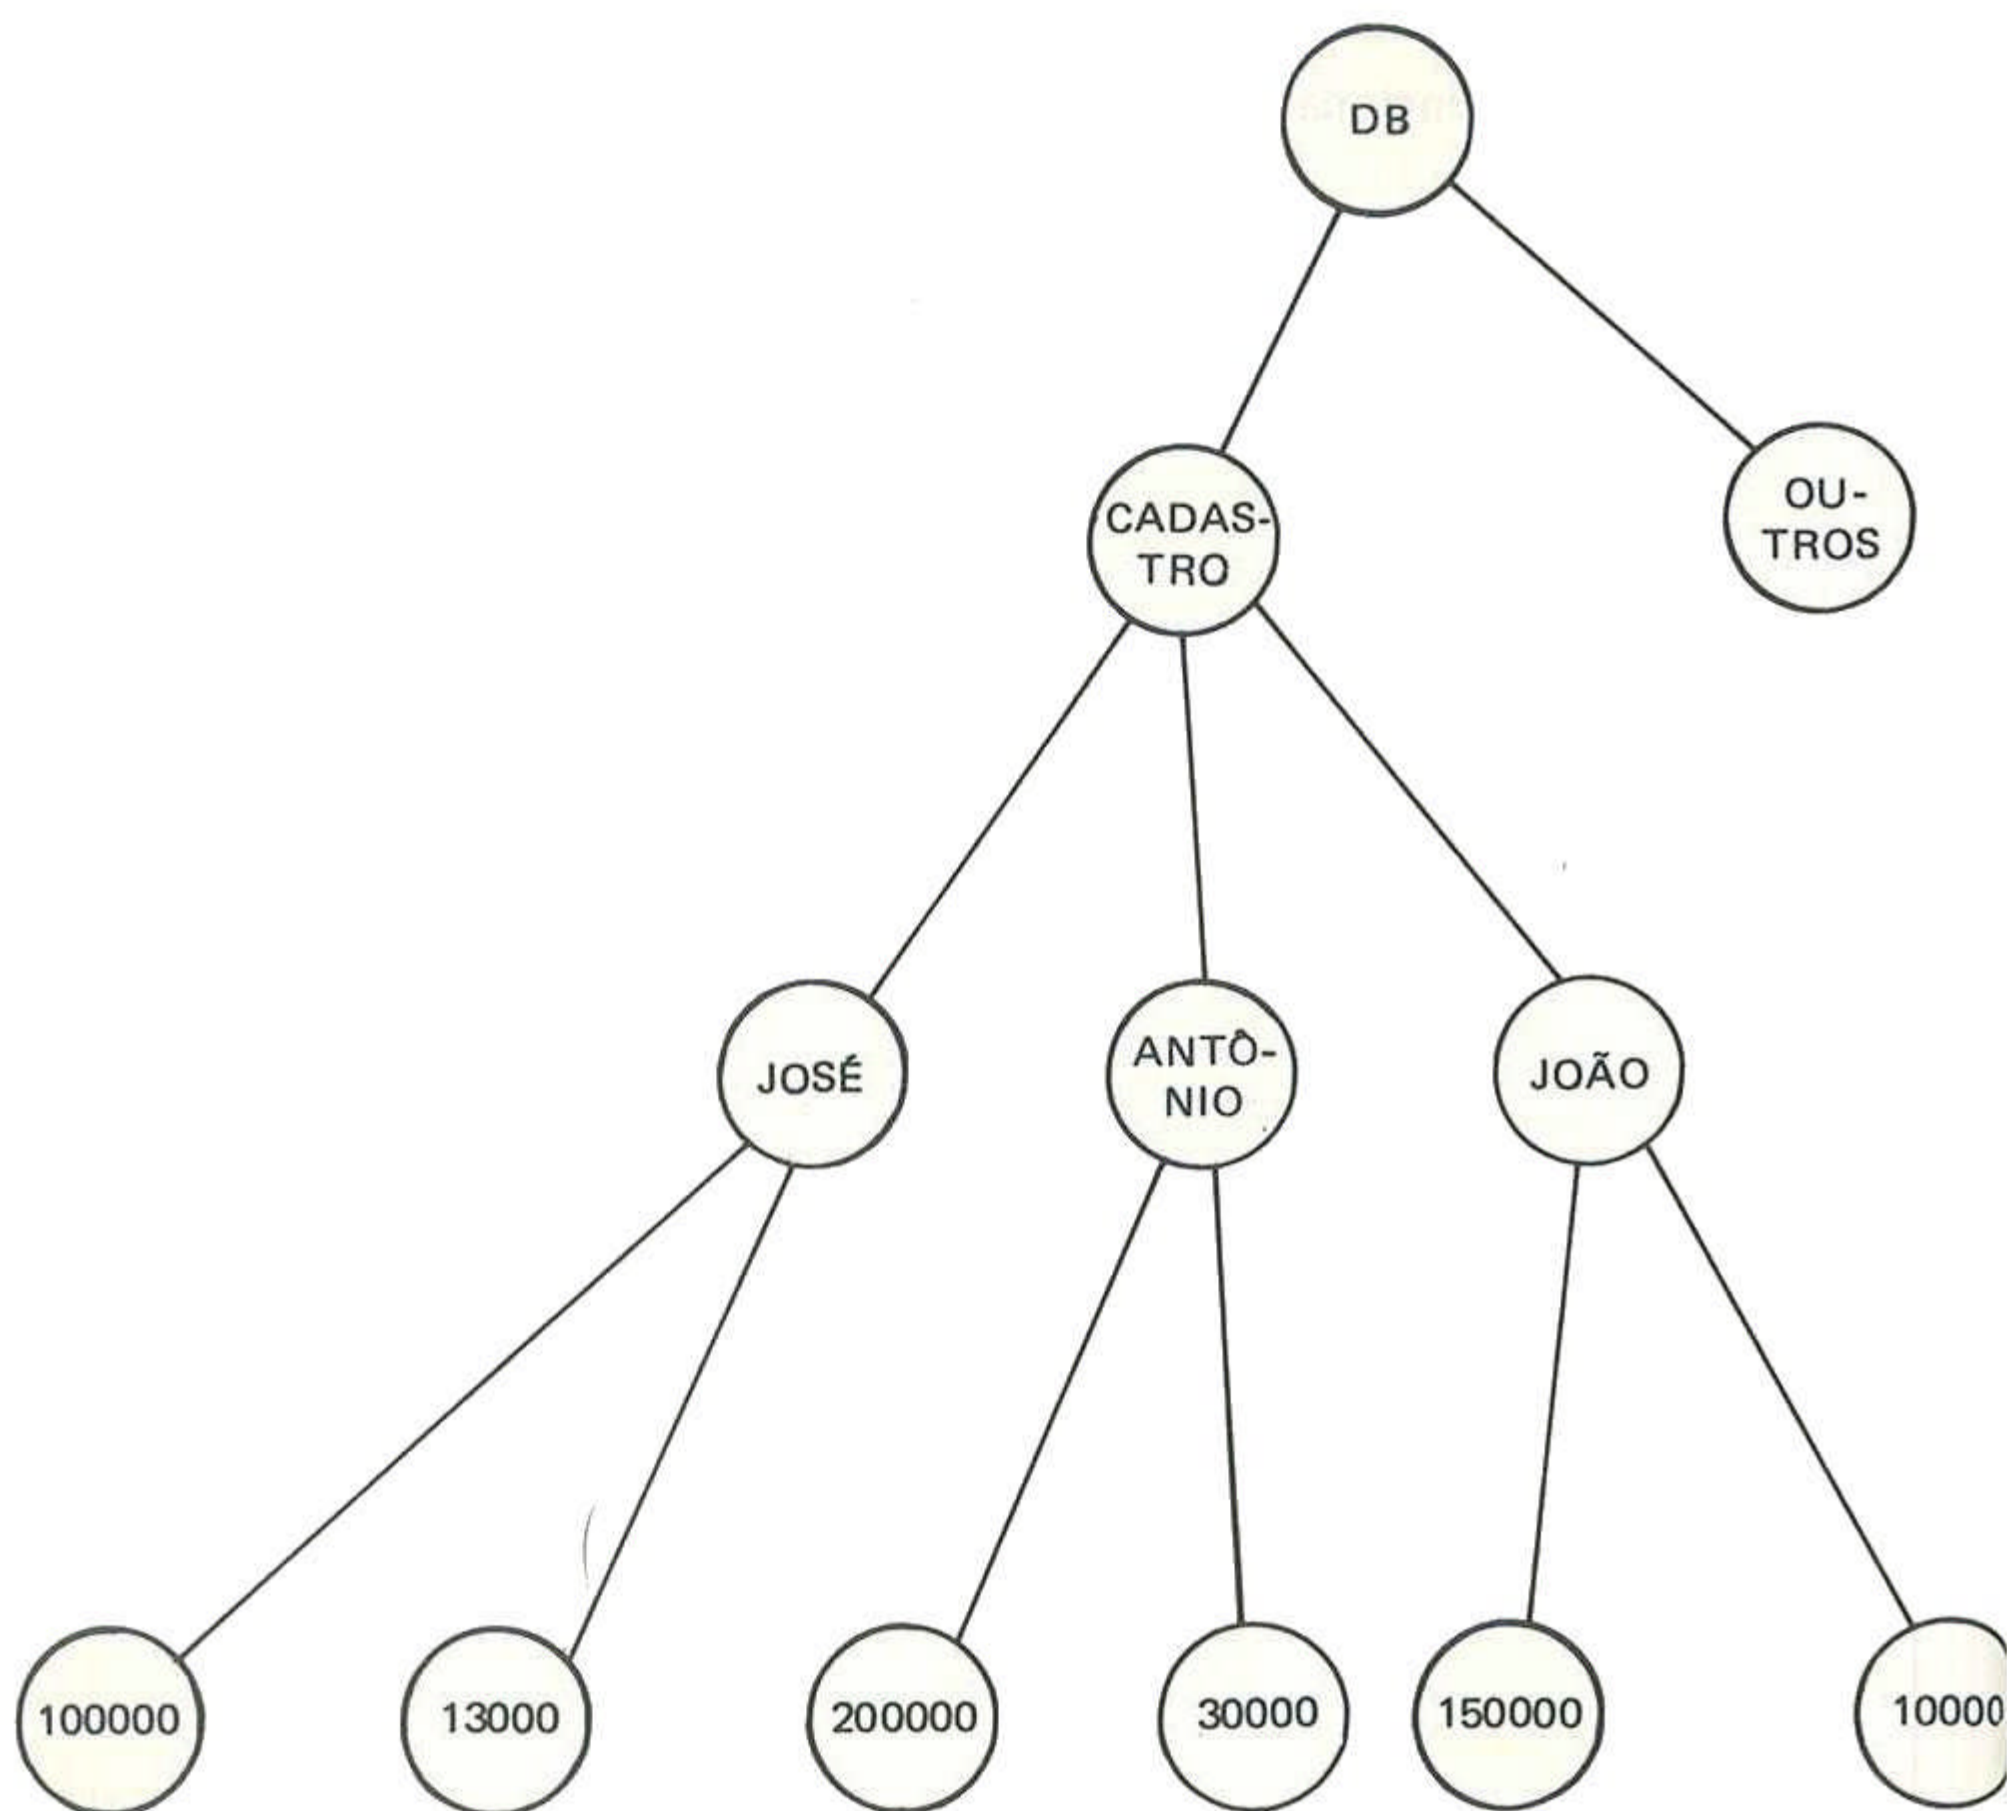 DB
CADAS-
TRO
OU-
TROS
JOSÉ
ANTÔ-
NIO
JOÃO
100000
13000
200000
30000
150000
10000